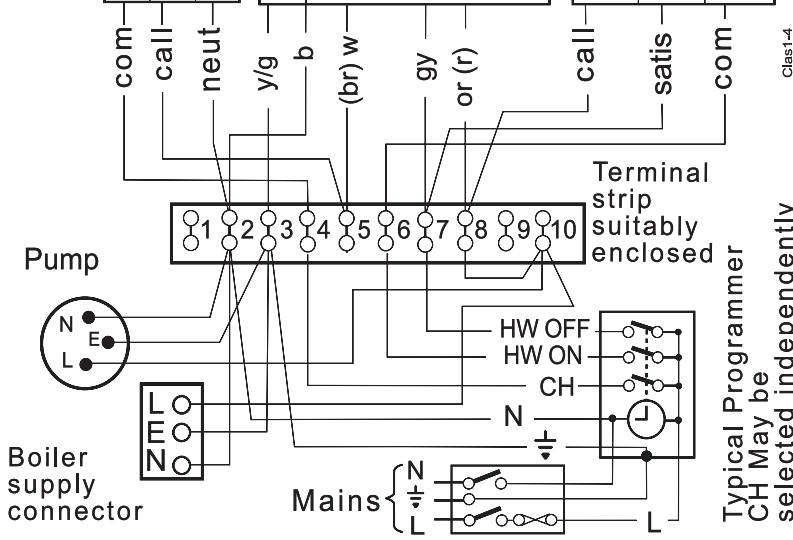 com
call
neut
y/g
b
(br) w
gy
or (r)
call
satis
com
Clas1-4
1 2 3 4 5 6 7 8 9 10
Terminal
strip
suitably
enclosed
Pump
N
E
L
HW OFF
HW ON
CH
N
L
E
N
Boiler
supply
connector
Mains
N
L
L
Typical Programmer
CH May be
selected independently